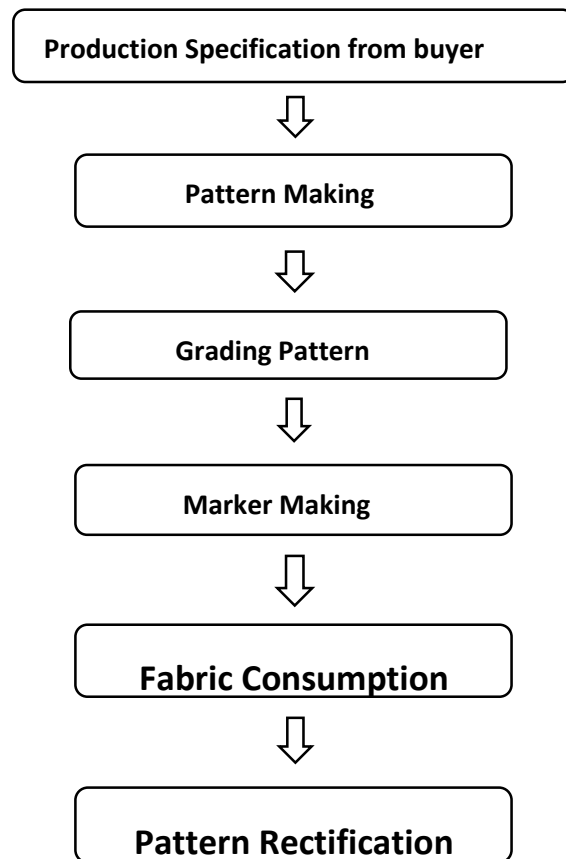 Production Specification from buyer
Pattern Making
Grading Pattern
Marker Making
Fabric Consumption
Pattern Rectification